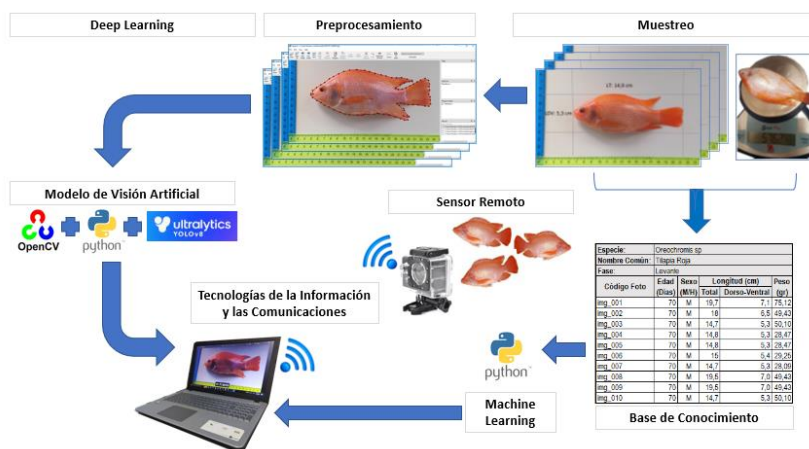 Deep Learning
Preprocesamiento
Muestreo
LT: 14,8 cm
Modelo de Visión Artificial
OpenCV
python
ultralytics
YOLOv8
Sensor Remoto
Tecnologías de la Información
y las Comunicaciones
python
Machine
Learning
Especie: Oreochromis sp
Nombre Común: Tilapia Roja
Fase: Levante
Código Foto Edad (Días) Sexo (M/H) Longitud (cm) Total Dorso-Ventral Peso (gr)
img_001 70 M 19,7 7,1 75,12
img_002 70 M 18 6,5 49,43
img_003 70 M 14,7 5,3 50,10
img_004 70 M 14,8 5,3 28,47
img_005 70 M 14,8 5,3 28,47
img_006 70 M 15 5,4 29,25
img_007 70 M 14,7 5,3 28,09
img_008 70 M 19,5 7,0 49,43
img_009 70 M 19,5 7,0 49,43
img_010 70 M 14,7 5,3 50,10
Base de Conocimiento